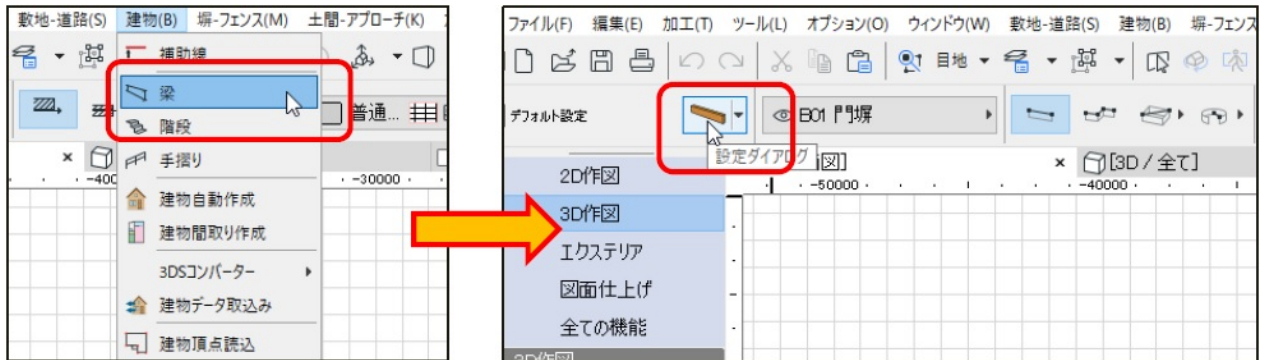 敷地-道路(S) 建物(B) 塀-フェンス(M) 土間-アプローチ(K)
補助線
梁
普通...
階段
手摺り
-30000
建物自動作成
建物間取り作成
3DSコンバーター
建物データ取込み
建物頂点読込
ファイル(F) 編集(E) 加工(T) ツール(L) オプション(O) ウィンドウ(W) 敷地-道路(S) 建物(B) 塀-フェンス
目地
デフォルト設定
B01 門塀
設定ダイアログ
図]
[3D / 全て]
-50000
-40000
2D作図
3D作図
エクステリア
図面仕上げ
全ての機能